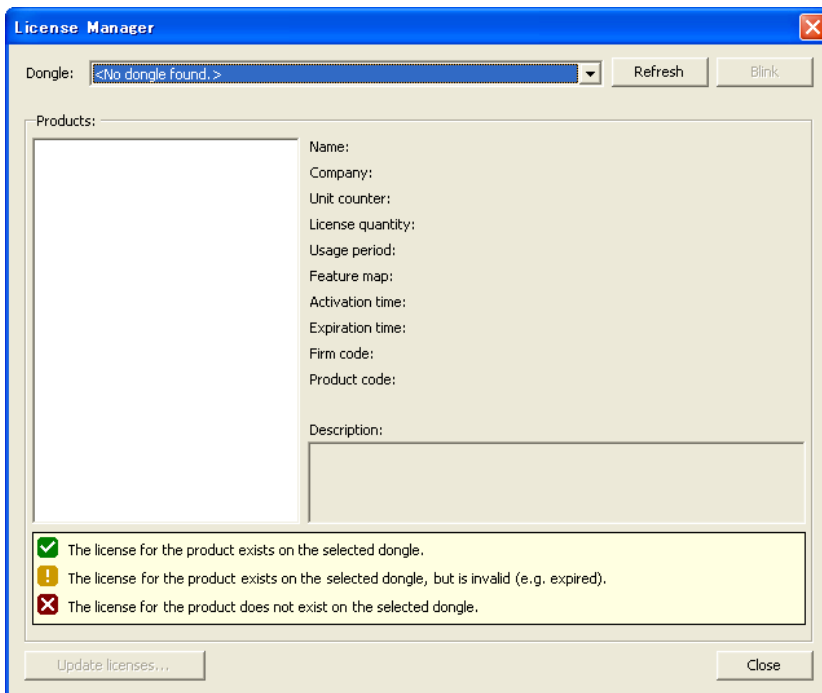 License Manager
Dongle: <No dongle found.> Refresh Blink
Products:
Name:
Company:
Unit counter:
License quantity:
Usage period:
Feature map:
Activation time:
Expiration time:
Firm code:
Product code:
Description:
The license for the product exists on the selected dongle.
The license for the product exists on the selected dongle, but is invalid (e.g. expired).
The license for the product does not exist on the selected dongle.
Update licenses... Close